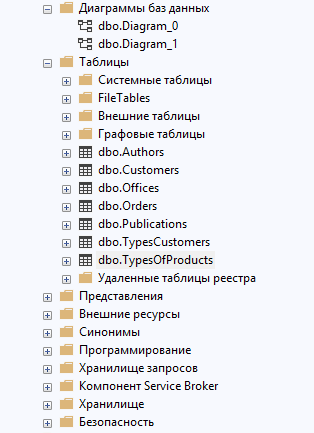 Диаграммы баз данных
dbo.Diagram_0
dbo.Diagram_1
Таблицы
Системные таблицы
FileTables
Внешние таблицы
Графовые таблицы
dbo.Authors
dbo.Customers
dbo.Offices
dbo.Orders
dbo.Publications
dbo.TypesCustomers
dbo.TypesOfProducts
Удаленные таблицы реестра
Представления
Внешние ресурсы
Синонимы
Программирование
Хранилище запросов
Компонент Service Broker
Хранилище
Безопасность